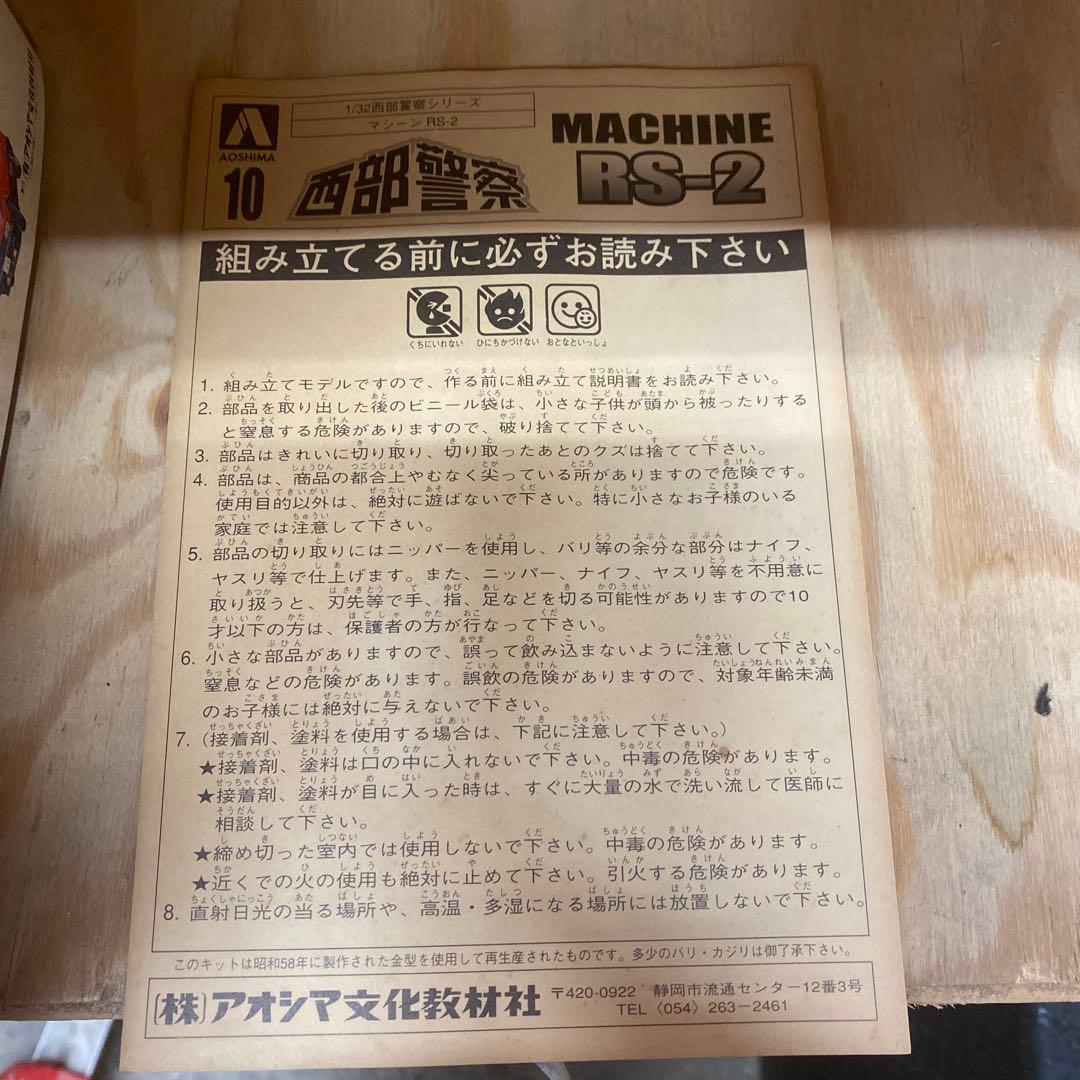 AOSHIMA
10
1/32西部警察シリーズ
マシーン RS-2
西部警察
MACHINE
RS-2
組み立てる前に必ずお読み下さい
くちにいれない ひにちかづけない おとなといっしょ
1. 組み立てモデルですので、作る前に組み立て説明書をお読み下さい。
2. 部品を取り出した後のビニール袋は、小さな子供が頭から被ったりする
と窒息する危険がありますので、破り捨てて下さい。
3. 部品はきれいに切り取り、切り取ったあとのクズは捨てて下さい。
4. 部品は、商品の都合上やむなく尖っている所がありますので危険です。
使用目的以外は、絶対に遊ばないで下さい。特に小さなお子様のいる
家庭では注意して下さい。
5. 部品の切り取りにはニッパーを使用し、バリ等の余分な部分はナイフ、
ヤスリ等で仕上げます。また、ニッパー、ナイフ、ヤスリ等を不用意に
取り扱うと、刃先等で手、指、足などを切る可能性がありますので10
才以下の方は、保護者の方が行なって下さい。
6. 小さな部品がありますので、誤って飲み込まないように注意して下さい。
窒息などの危険があります。誤飲の危険がありますので、対象年齢未満
のお子様には絶対に与えないで下さい。
7. (接着剤、塗料を使用する場合は、下記に注意して下さい。)
★接着剤、塗料は口の中に入れないで下さい。中毒の危険があります。
★接着剤、塗料が目に入った時は、すぐに大量の水で洗い流して医師に
相談して下さい。
★締め切った室内では使用しないで下さい。中毒の危険があります。
★近くでの火の使用も絶対に止めて下さい。引火する危険があります。
8. 直射日光の当る場所や、高温・多湿になる場所には放置しないで下さい。
このキットは昭和58年に製作された金型を使用して再生産されたものです。多少のバリ・カジリは御了承下さい。
(株)アオシマ文化教材社
〒420-0922 静岡市流通センター12番3号
TEL〈054〉263-2461